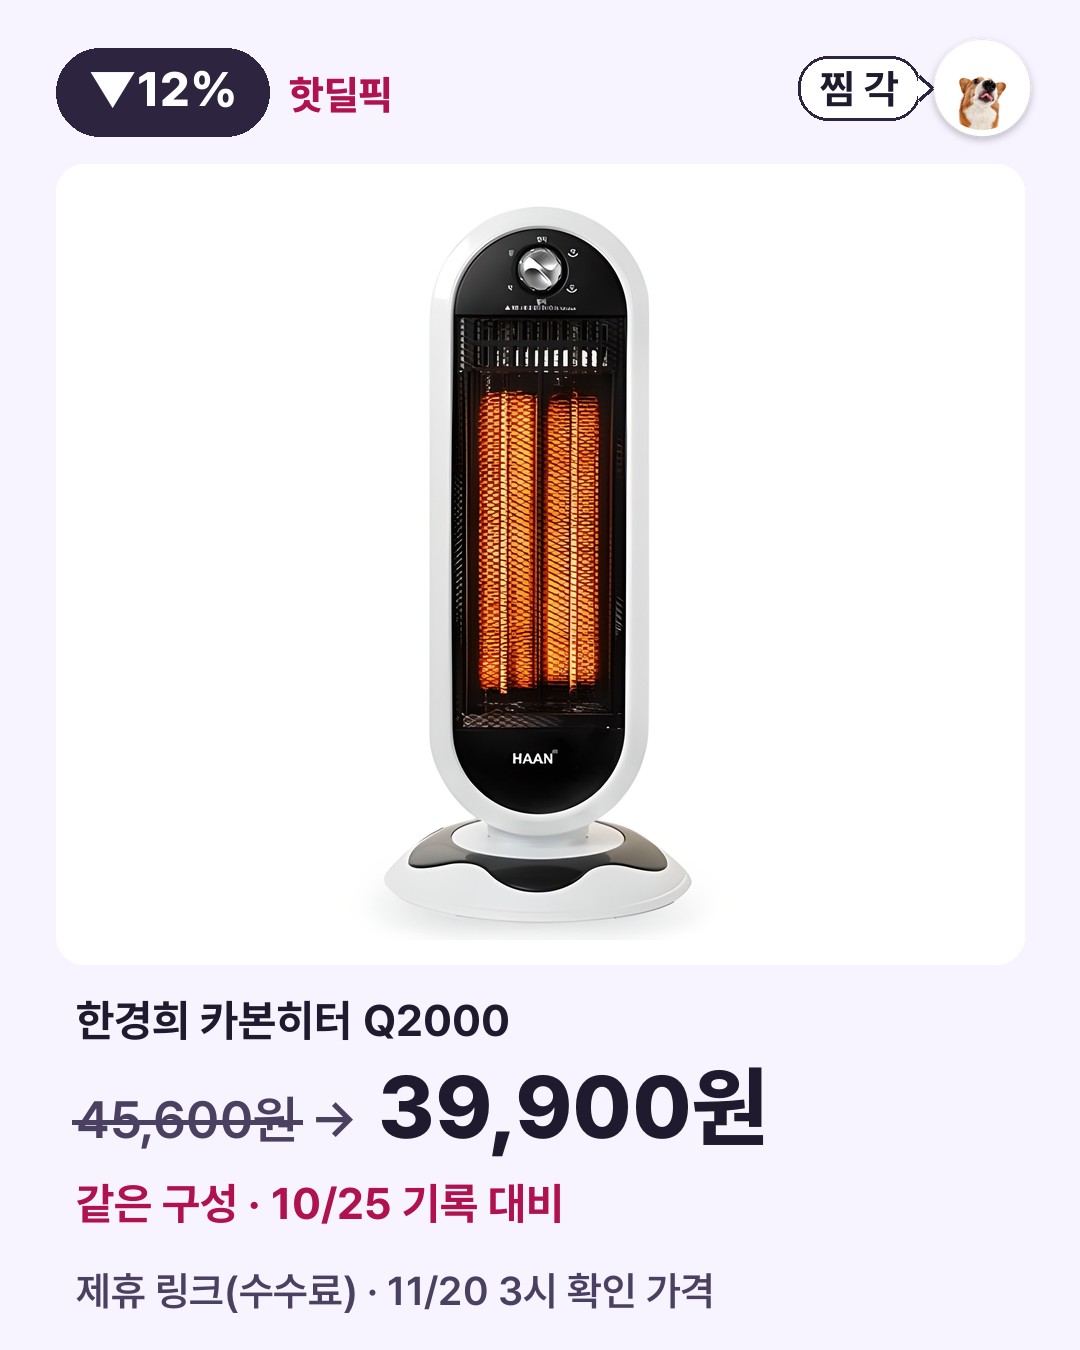 ▼12% 핫딜픽
찜 각
HAAN
한경희 카본히터 Q2000
45,600원 → 39,900원
같은 구성 · 10/25 기록 대비
제휴 링크(수수료) · 11/20 3시 확인 가격